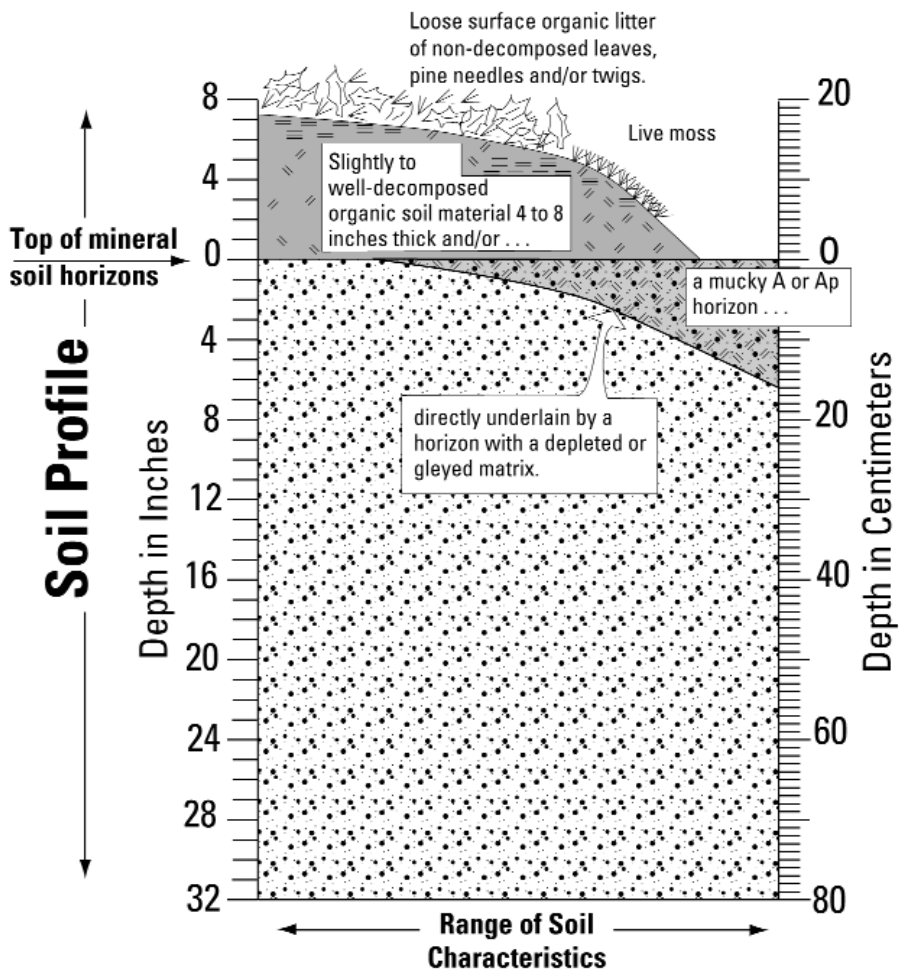 Loose surface organic litter
of non-decomposed leaves,
pine needles and/or twigs.
Live moss
Slightly to
well-decomposed
organic soil material 4 to 8
inches thick and/or . . .
Top of mineral
soil horizons
a mucky A or Ap
horizon . . .
directly underlain by a
horizon with a depleted or
gleyed matrix.
Soil Profile
Depth in Inches
8
4
0
4
8
12
16
20
24
28
32
20
0
20
40
60
80
Depth in Centimeters
Range of Soil
Characteristics